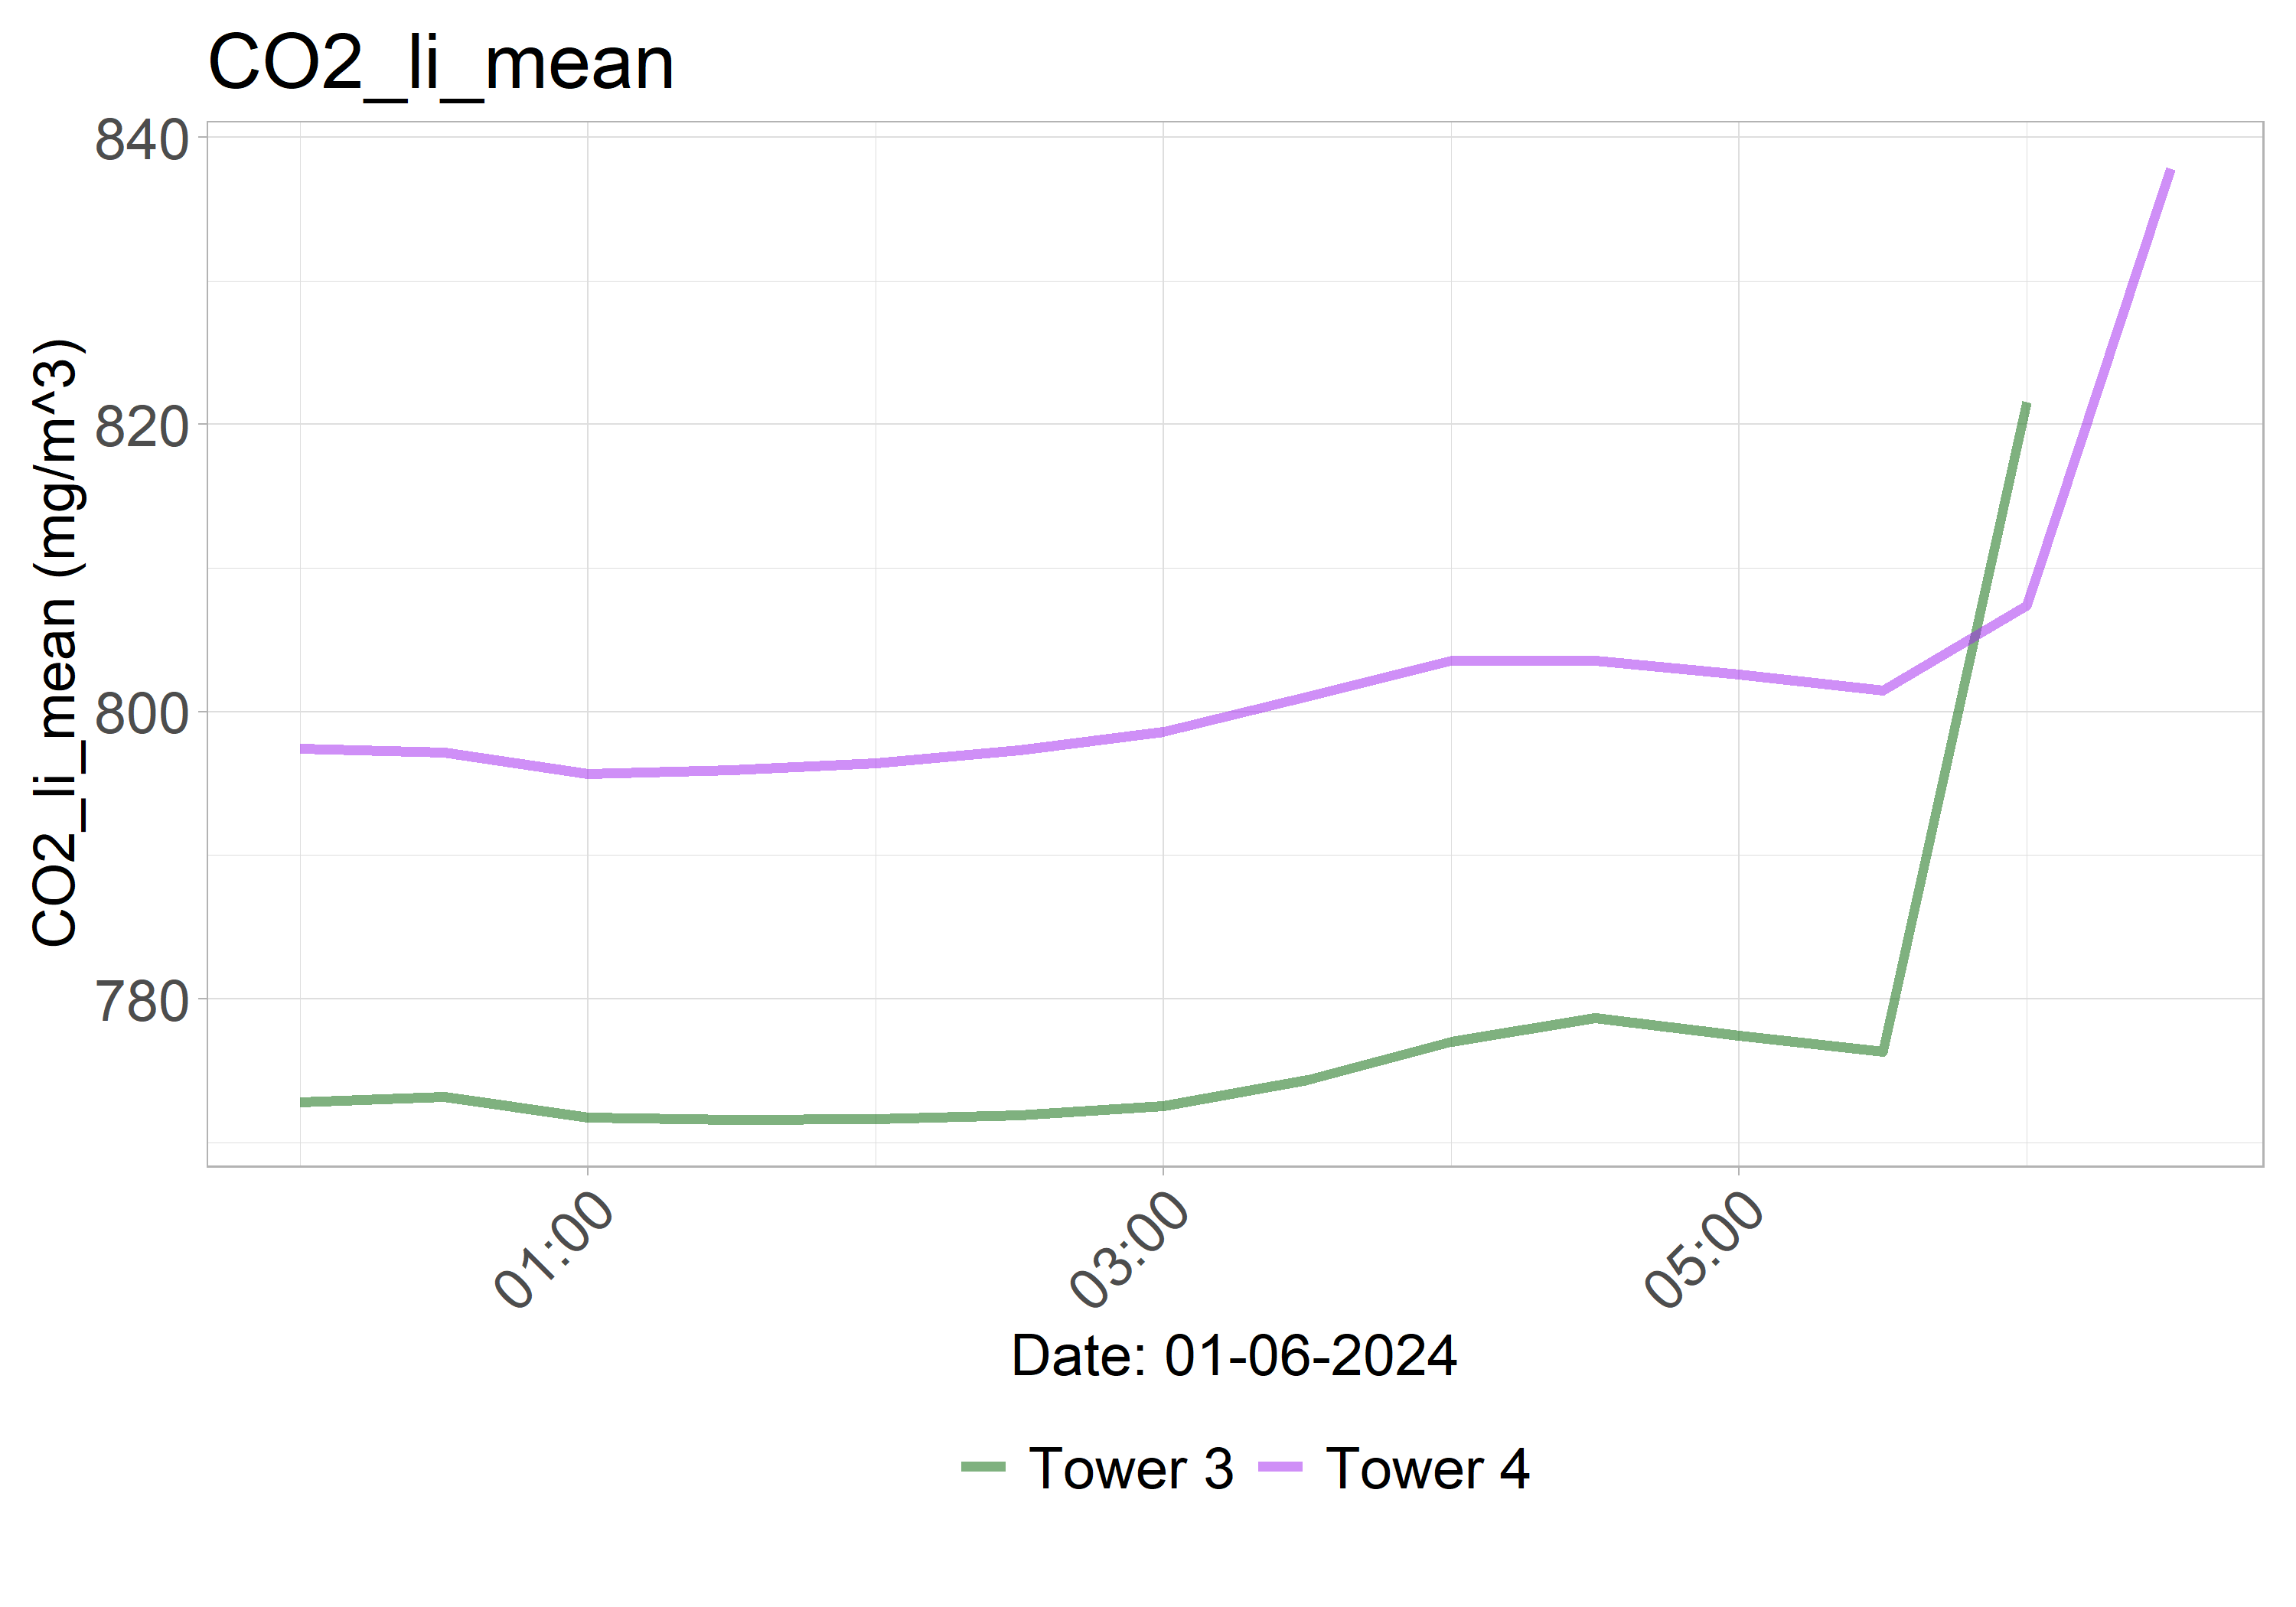 CO2_li_mean
CO2_li_mean (mg/m^3)
840
820
800
780
01:00
03:00
05:00
Date: 01-06-2024
Tower 3
Tower 4